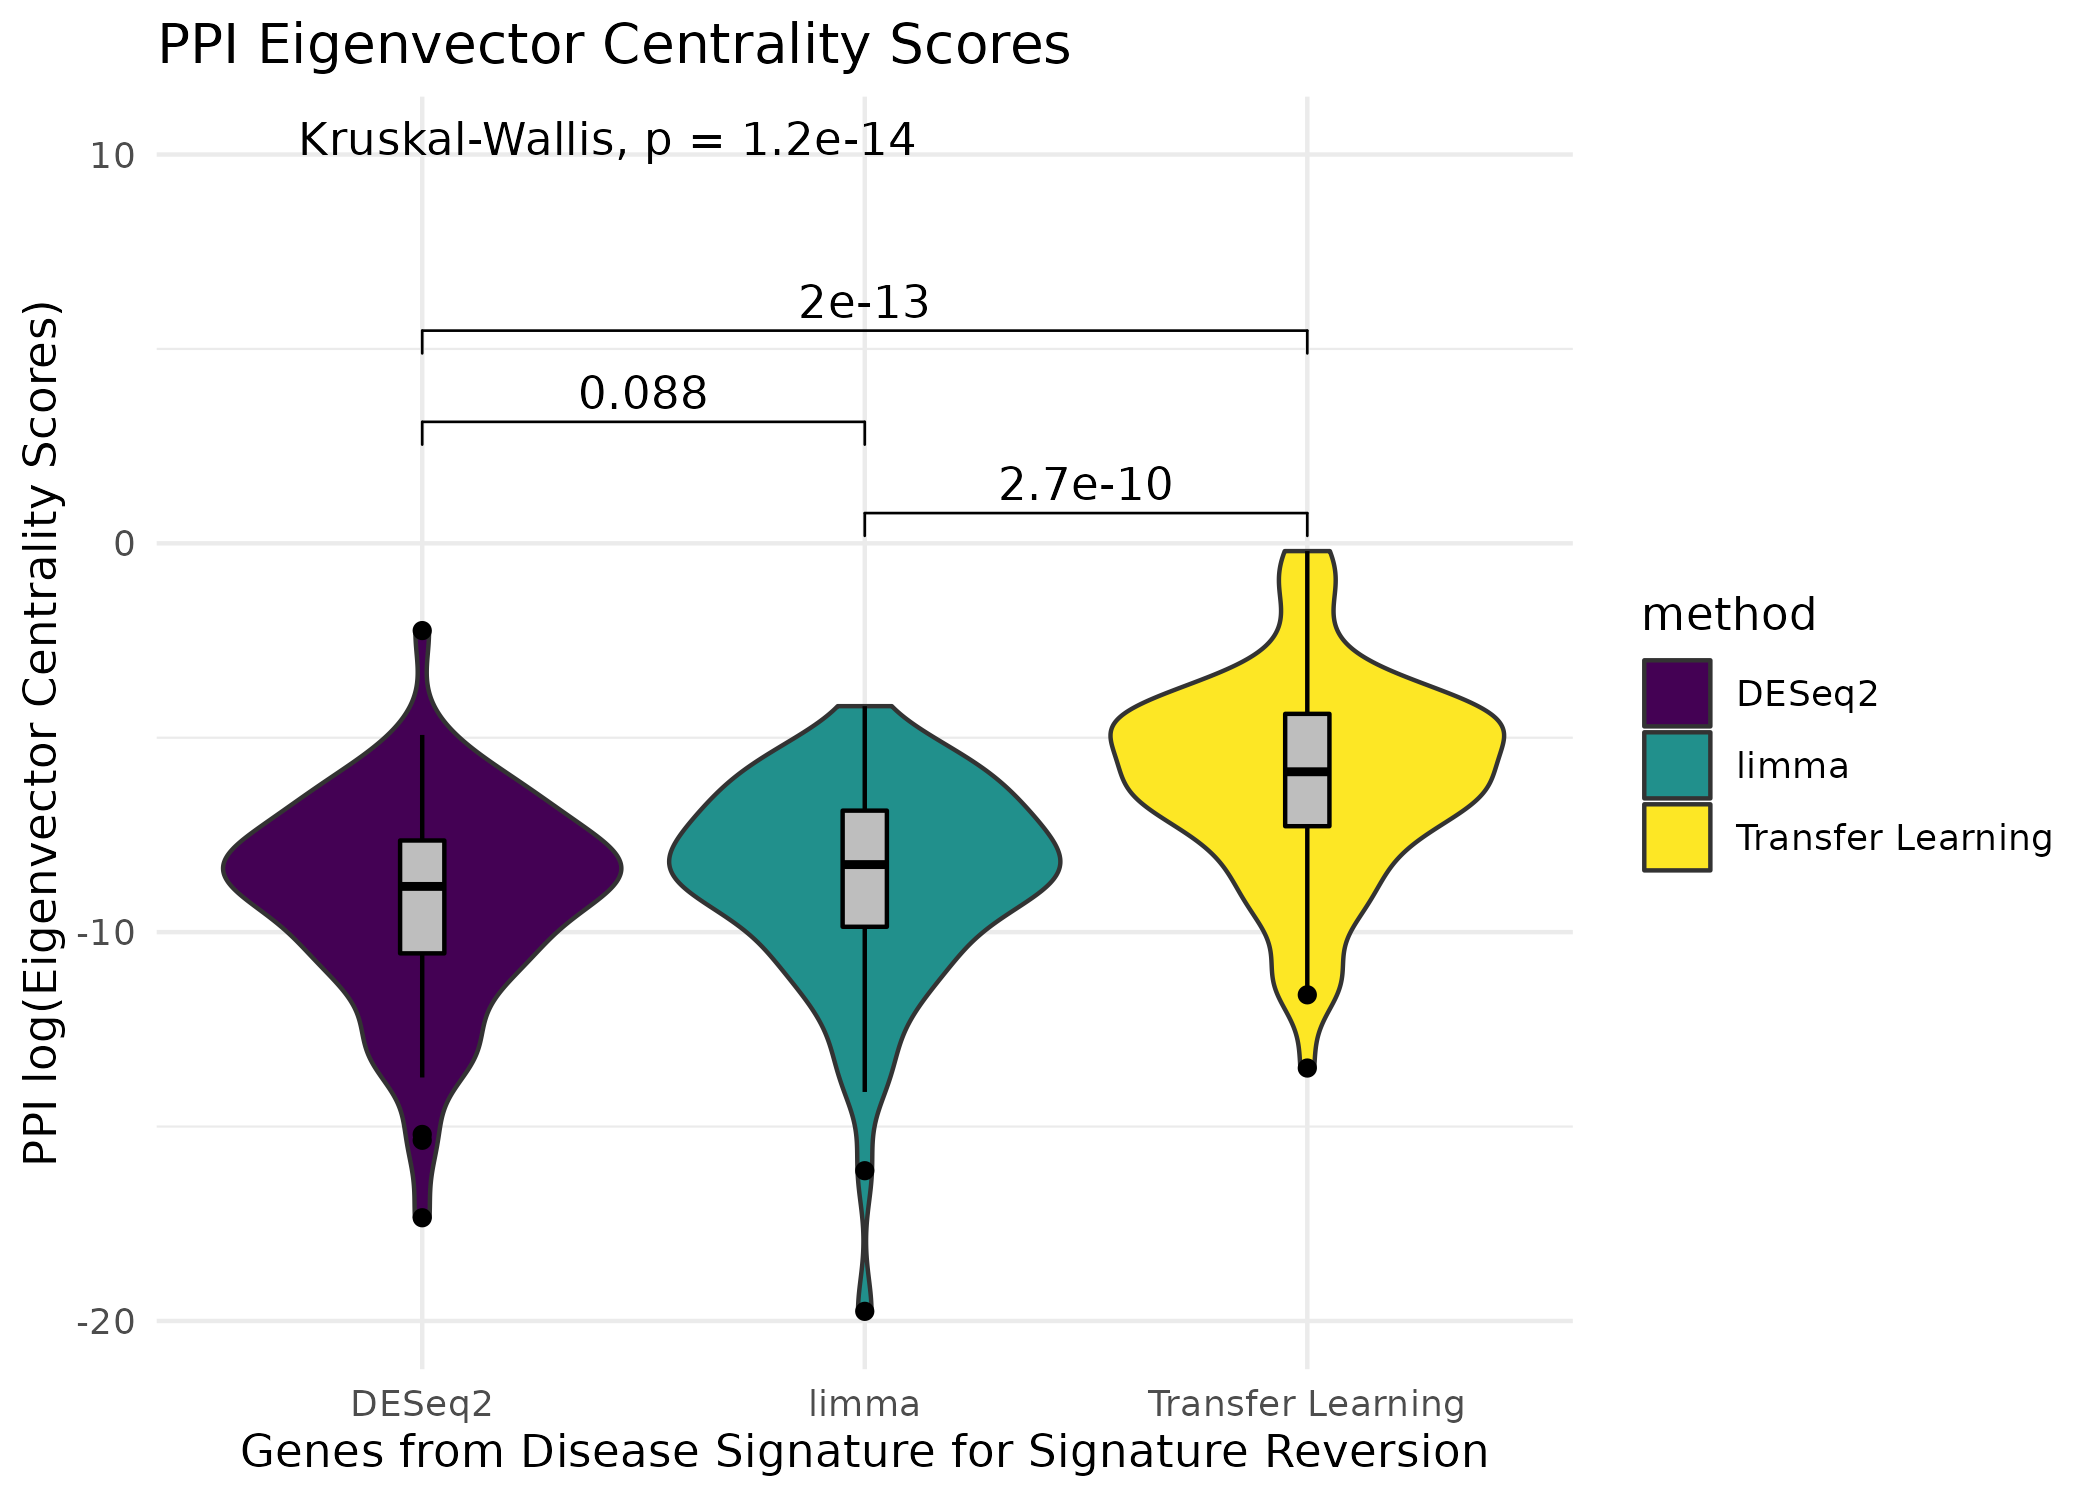 PPI Eigenvector Centrality Scores
Kruskal-Wallis, p = 1.2e-14
10
2e-13
0.088
2.7e-10
0
-10
-20
PPI log(Eigenvector Centrality Scores)
DESeq2
limma
Transfer Learning
Genes from Disease Signature for Signature Reversion
method
DESeq2
limma
Transfer Learning